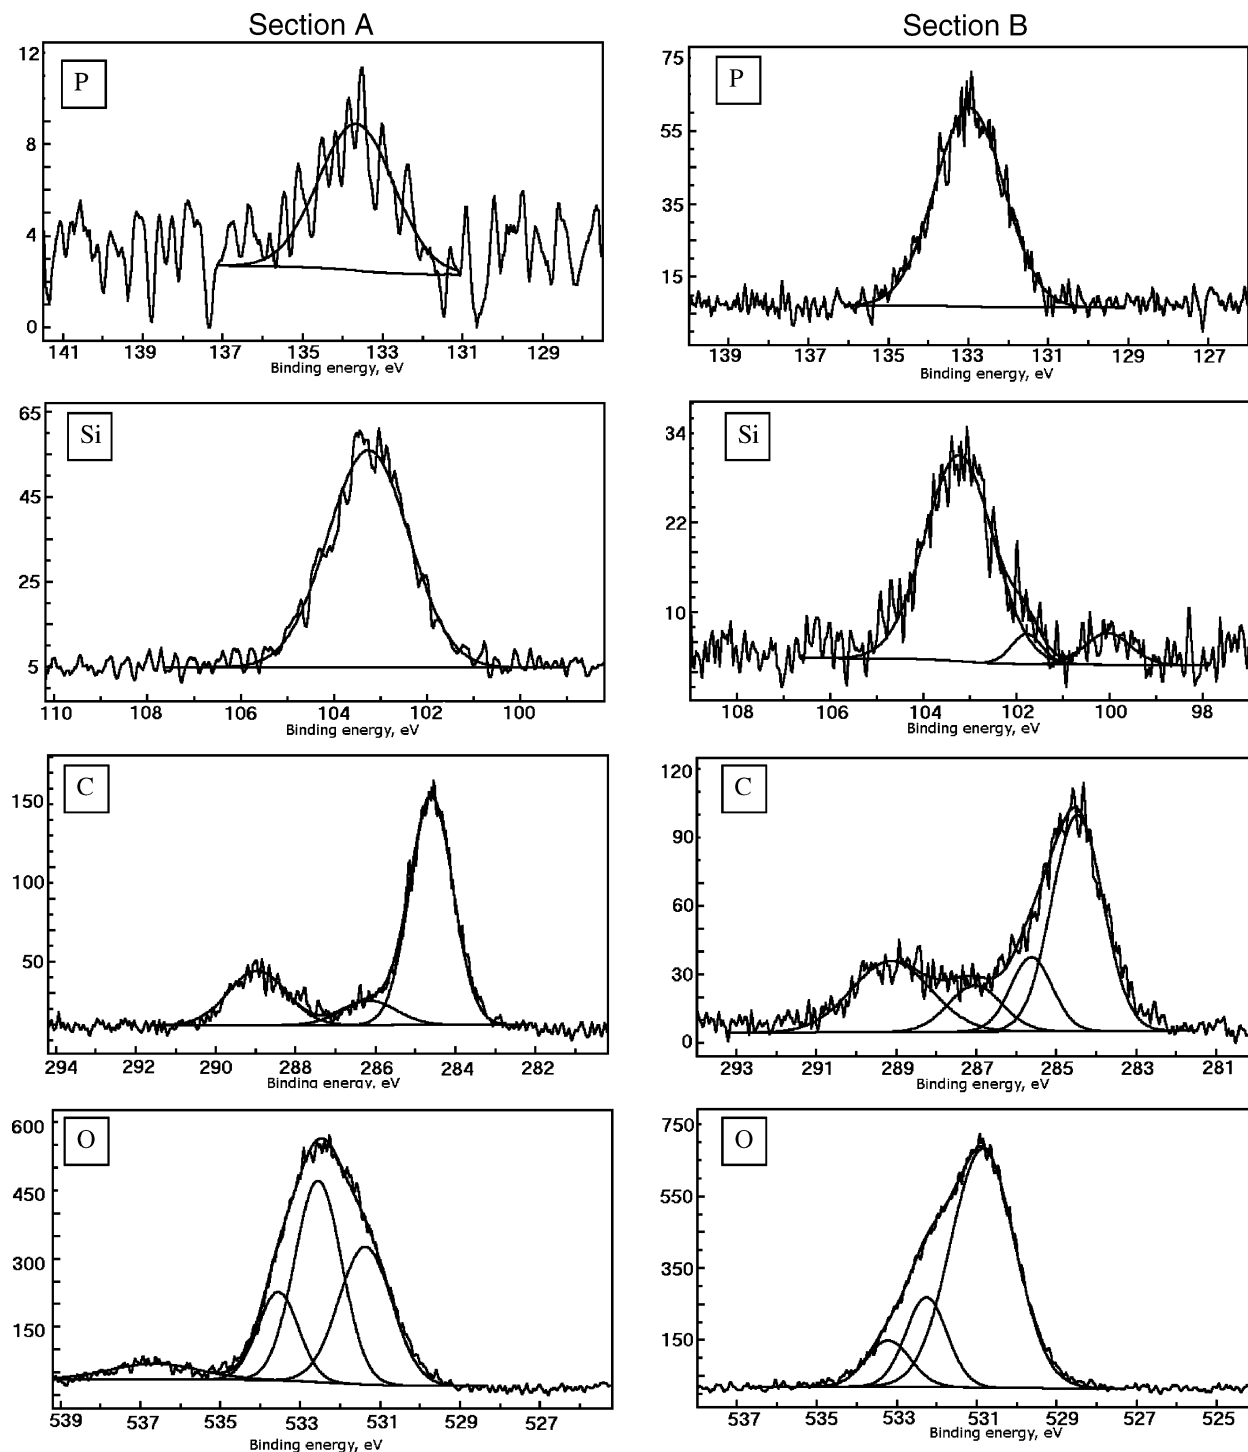 Section A
Section B
P
12
8
4
0
141 139 137 135 133 131 129
Binding energy, eV
P
75
55
35
15
139 137 135 133 131 129 127
Binding energy, eV
Si
65
45
25
5
110 108 106 104 102 100
Binding energy, eV
Si
34
22
10
108 106 104 102 100 98
Binding energy, eV
C
150
100
50
294 292 290 288 286 284 282
Binding energy, eV
C
120
90
60
30
0
293 291 289 287 285 283 281
Binding energy, eV
O
600
450
300
150
539 537 535 533 531 529 527
Binding energy, eV
O
750
550
350
150
537 535 533 531 529 527 525
Binding energy, eV